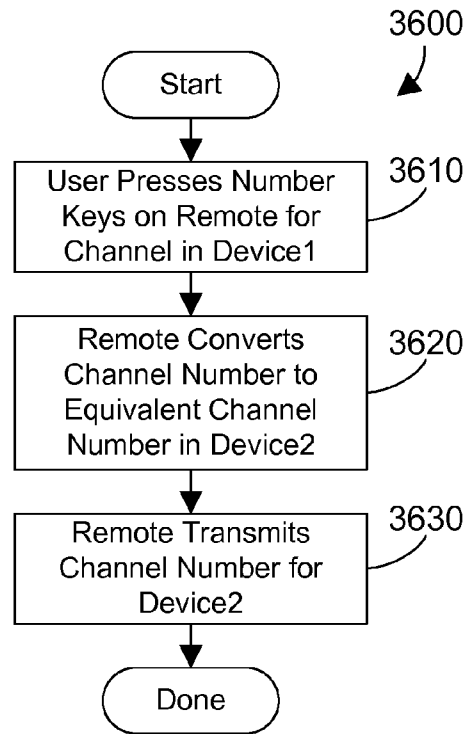 3600
Start
User Presses Number
Keys on Remote for
Channel in Device1
3610
Remote Converts
Channel Number to
Equivalent Channel
Number in Device2
3620
Remote Transmits
Channel Number for
Device2
3630
Done